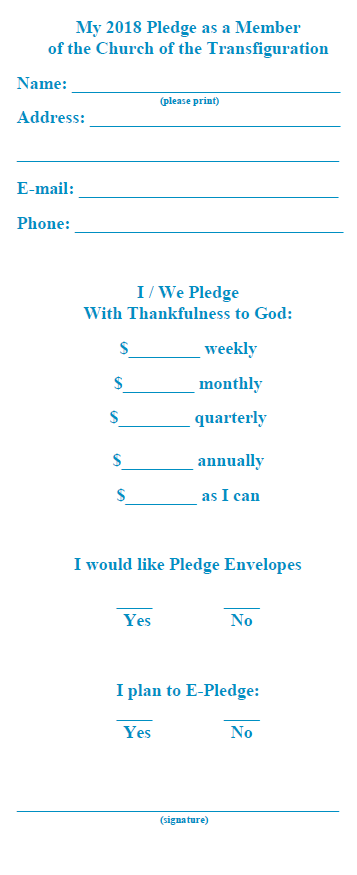 My 2018 Pledge as a Member
of the Church of the Transfiguration
Name: ______________________________
(please print)
Address: ____________________________
____________________________________
E-mail: _____________________________
Phone: ______________________________
I / We Pledge
With Thankfulness to God:
$________ weekly
$________ monthly
$________ quarterly
$________ annually
$________ as I can
I would like Pledge Envelopes
____ ____
Yes No
I plan to E-Pledge:
____ ____
Yes No
____________________________________
(signature)